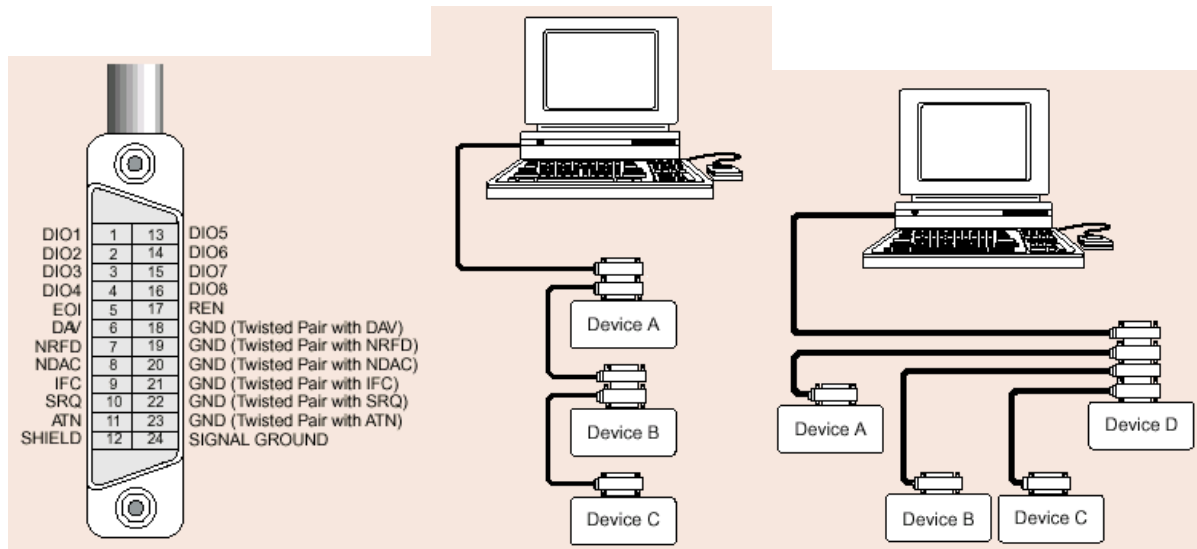 DIO1 1 13 DIO5
DIO2 2 14 DIO6
DIO3 3 15 DIO7
DIO4 4 16 DIO8
EOI 5 17 REN
DAV 6 18 GND (Twisted Pair with DAV)
NRFD 7 19 GND (Twisted Pair with NRFD)
NDAC 8 20 GND (Twisted Pair with NDAC)
IFC 9 21 GND (Twisted Pair with IFC)
SRQ 10 22 GND (Twisted Pair with SRQ)
ATN 11 23 GND (Twisted Pair with ATN)
SHIELD 12 24 SIGNAL GROUND
Device A
Device B
Device C
Device A
Device D
Device B
Device C